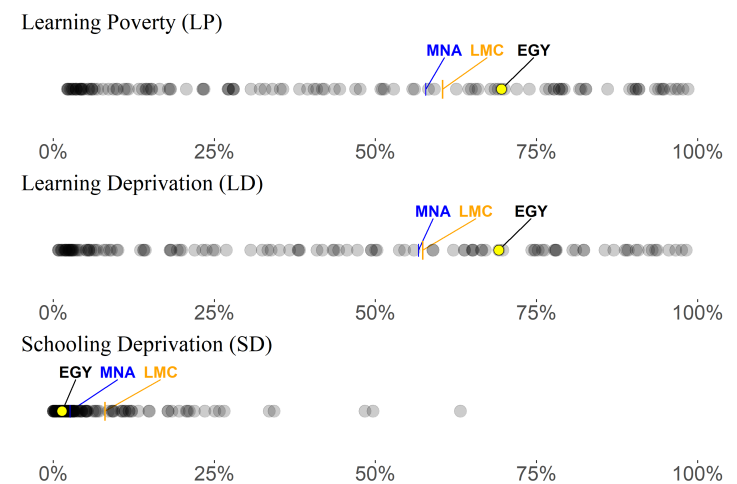 Learning Poverty (LP)
MNA LMC EGY
0% 25% 50% 75% 100%
Learning Deprivation (LD)
MNA LMC EGY
0% 25% 50% 75% 100%
Schooling Deprivation (SD)
EGY MNA LMC
0% 25% 50% 75% 100%